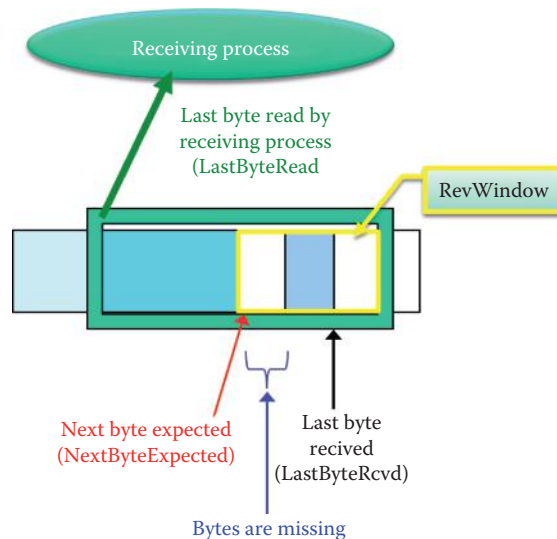 Receiving process
Last byte read by
receiving process
(LastByteRead
RevWindow
Next byte expected
(NextByteExpected)
Last byte
recived
(LastByteRcvd)
Bytes are missing